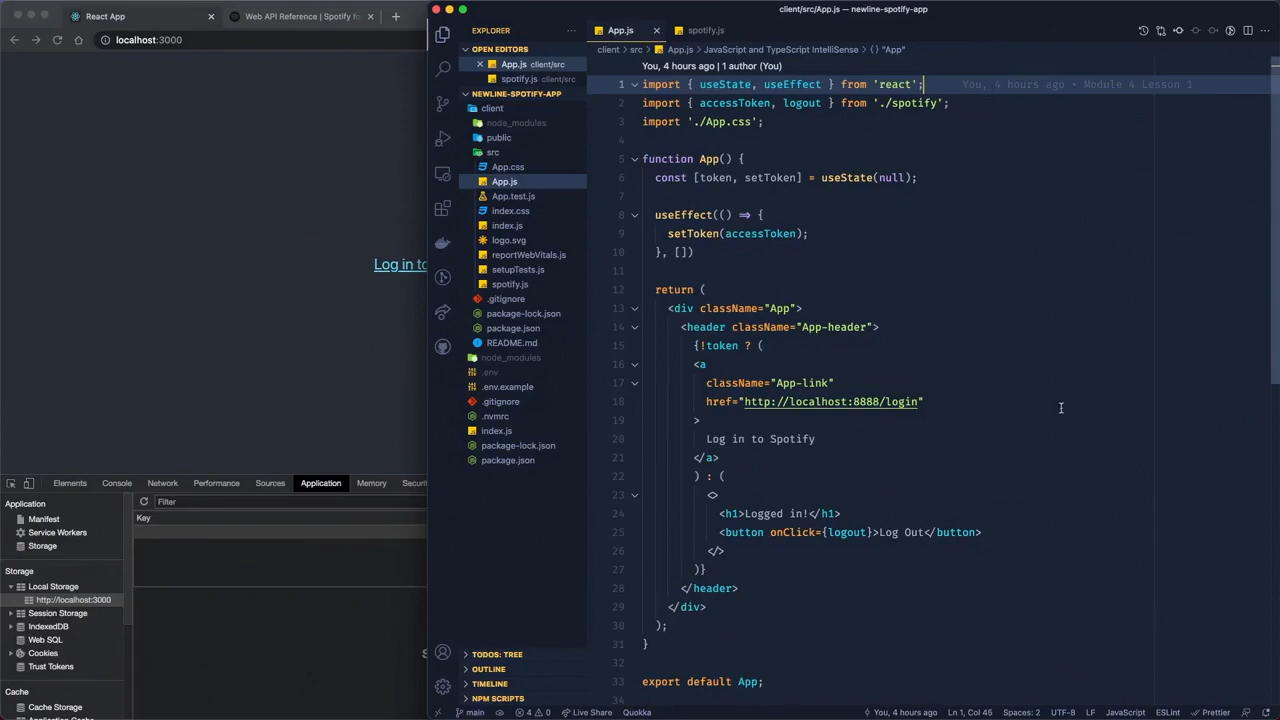 React App
Web API Reference | Spotify for
localhost:3000
Log in to
Elements Console Network Performance Sources Application Memory
Application
Manifest
Service Workers
Storage
Storage
Local Storage
http://localhost:3000
Session Storage
IndexedDB
Web SQL
Cookies
Trust Tokens
Cache
Cache Storage
Filter
Key
client/src/App.js — newline-spotify-app
EXPLORER
OPEN EDITORS
App.js client/src
spotify.js client/src
NEWLINE-SPOTIFY-APP
client
node_modules
public
src
App.css
App.js
App.test.js
index.css
index.js
logo.svg
reportWebVitals.js
setupTests.js
spotify.js
.gitignore
package-lock.json
package.json
README.md
node_modules
.env
.env.example
.gitignore
.nvmrc
index.js
package-lock.json
package.json
TODOS: TREE
OUTLINE
TIMELINE
NPM SCRIPTS
App.js
spotify.js
client > src > App.js > JavaScript and TypeScript IntelliSense > {} "App"
You, 4 hours ago | 1 author (You)
1 import { useState, useEffect } from 'react'; You, 4 hours ago • Module 4 Lesson 1
2 import { accessToken, logout } from './spotify';
3 import './App.css';
4
5 function App() {
6 const [token, setToken] = useState(null);
7
8 useEffect(() => {
9 setToken(accessToken);
10 }, [])
11
12 return (
13 <div className="App">
14 <header className="App-header">
15 {!token ? (
16 <a
17 className="App-link"
18 href="http://localhost:8888/login"
19 >
20 Log in to Spotify
21 </a>
22 ) : (
23 <>
24 <h1>Logged in!</h1>
25 <button onClick={logout}>Log Out</button>
26 </>
27 )}
28 </header>
29 </div>
30 );
31 }
32
33 export default App;
34
main 4 0 Live Share Quokka You, 4 hours ago Ln 1, Col 45 Spaces: 2 UTF-8 LF JavaScript ESLint Prettier